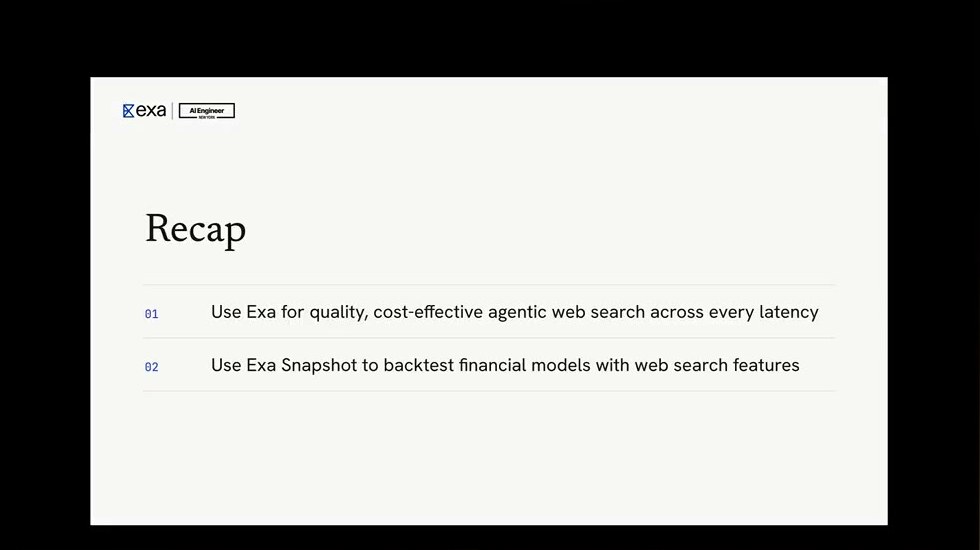 exa
AI Engineer
NEW YORK
Recap
01 Use Exa for quality, cost-effective agentic web search across every latency
02 Use Exa Snapshot to backtest financial models with web search features